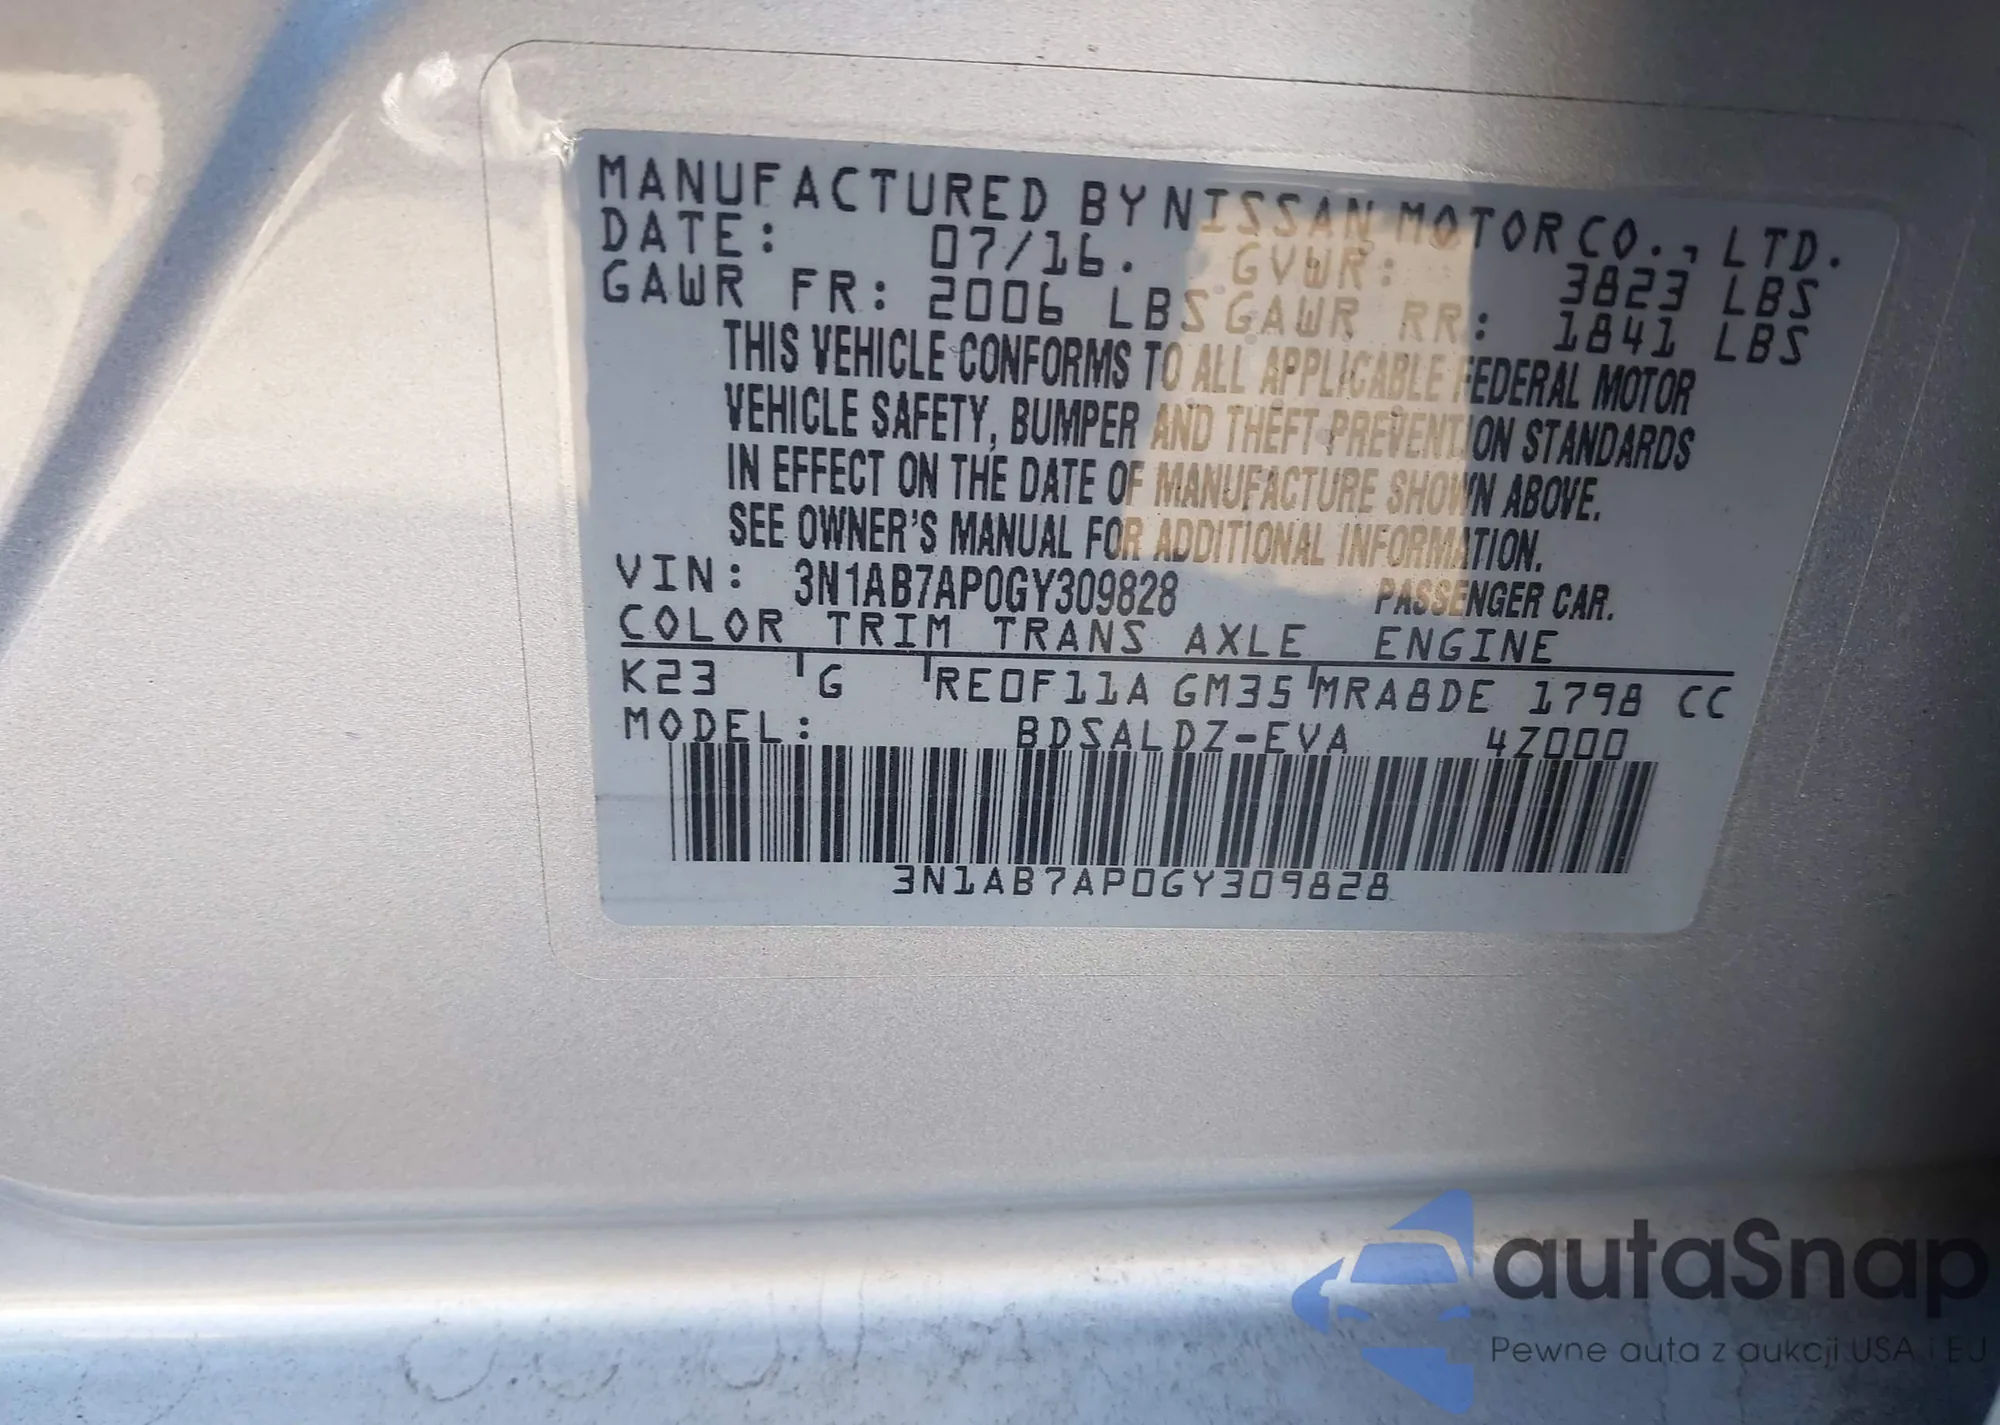 MANUFACTURED BY NISSAN MOTOR CO., LTD.
DATE: 07/16. GVWR: 3823 LBS
GAWR FR: 2006 LBS GAWR RR: 1841 LBS
THIS VEHICLE CONFORMS TO ALL APPLICABLE FEDERAL MOTOR
VEHICLE SAFETY, BUMPER AND THEFT PREVENTION STANDARDS
IN EFFECT ON THE DATE OF MANUFACTURE SHOWN ABOVE.
SEE OWNER'S MANUAL FOR ADDITIONAL INFORMATION.
VIN: 3N1AB7AP0GY309828 PASSENGER CAR.
COLOR TRIM TRANS AXLE ENGINE
K23 G RE0F11A GM35 MRA8DE 1798 CC
MODEL: BDSALDZ-EVA 4Z000
3N1AB7AP0GY309828
autaSnap
Pewne auta z aukcji USA i EU